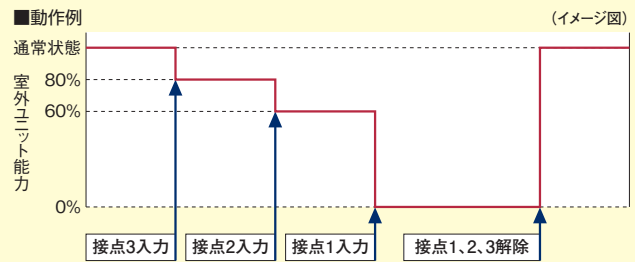 ■動作例
(イメージ図)
通常状態
80%
60%
0%
室外ユニット能力
接点3入力
接点2入力
接点1入力
接点1、2、3解除